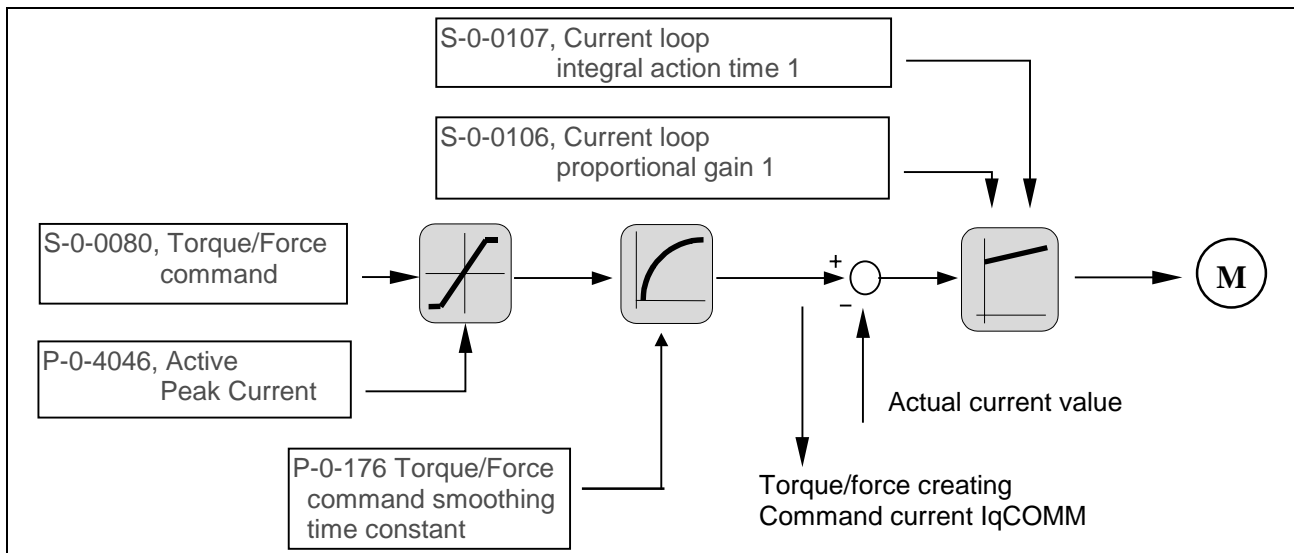 S-0-0107, Current loop
integral action time 1
S-0-0106, Current loop
proportional gain 1
S-0-0080, Torque/Force
command
+
−
M
P-0-4046, Active
Peak Current
Actual current value
P-0-176 Torque/Force
command smoothing
time constant
Torque/force creating
Command current IqCOMM